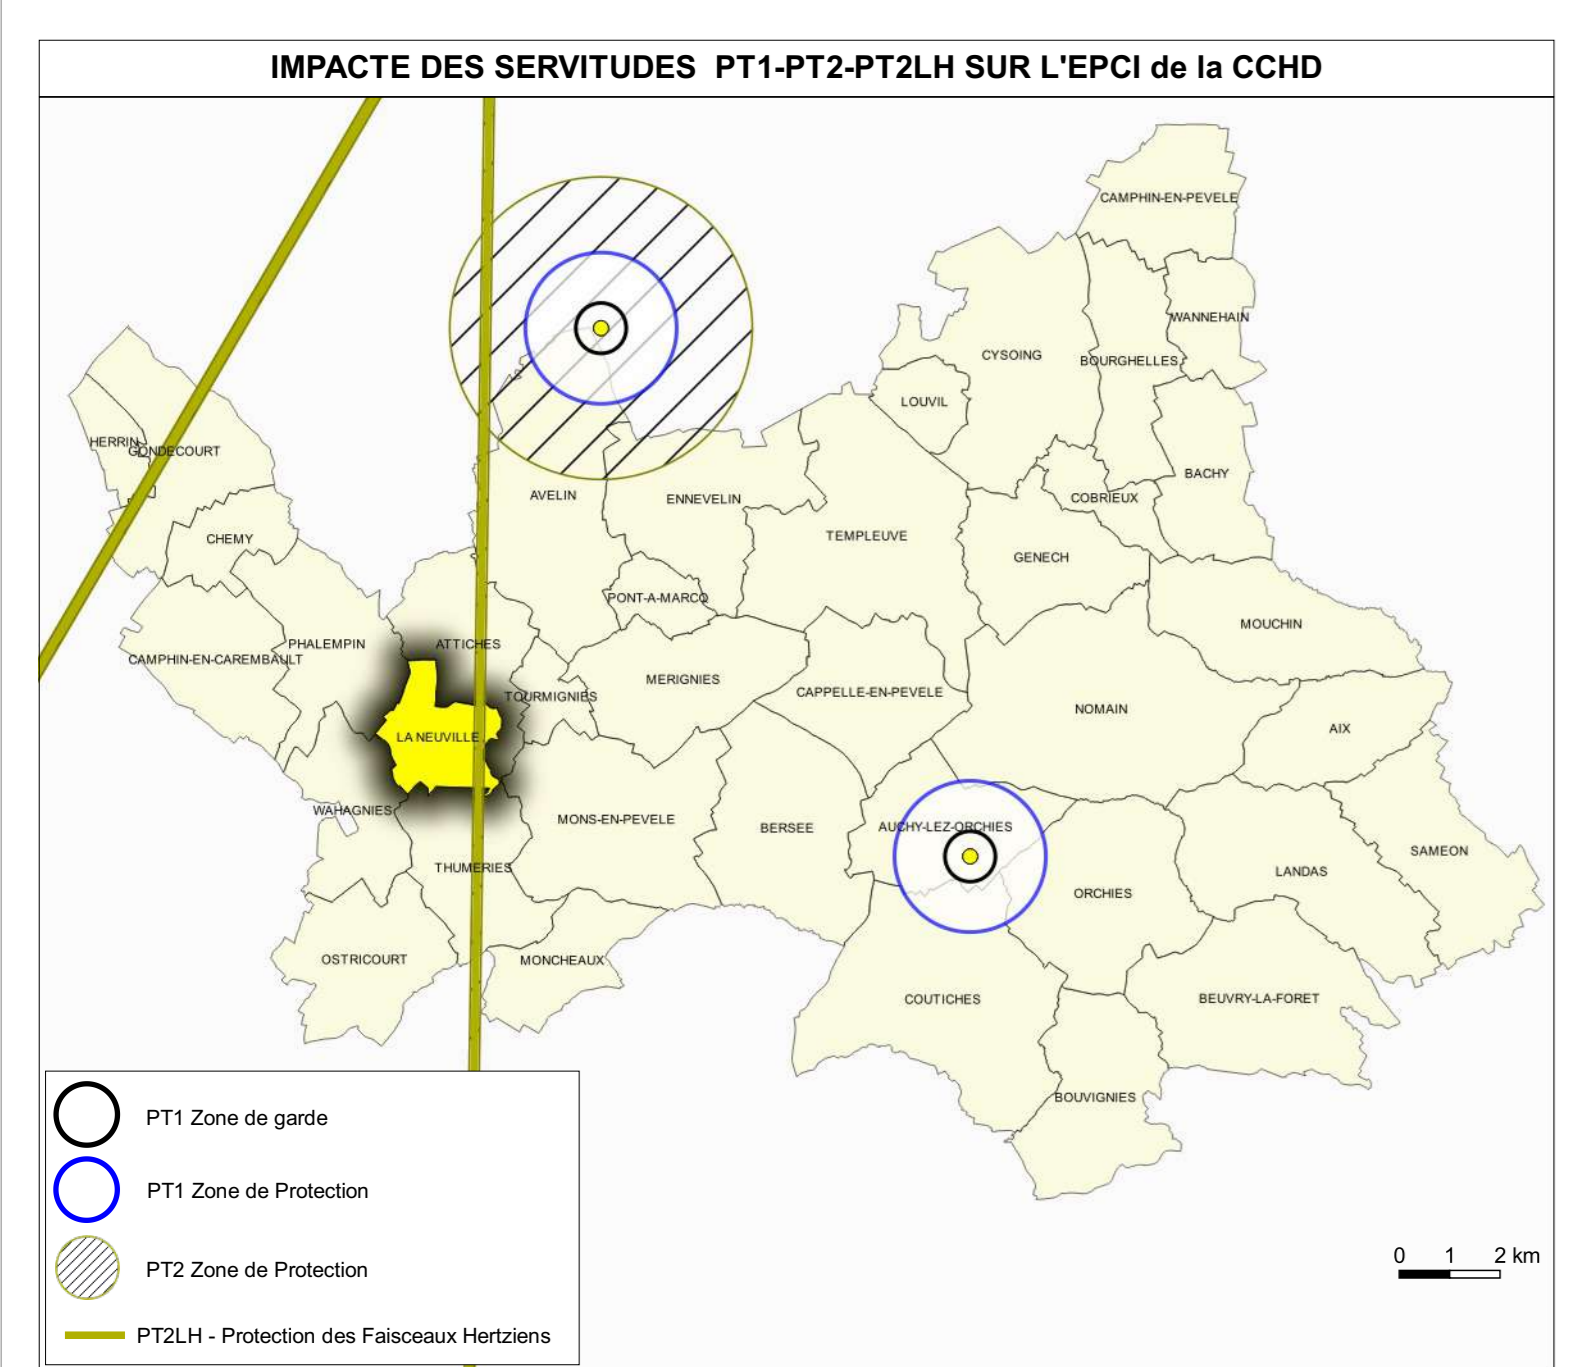 IMPACTE DES SERVITUDES PT1-PT2-PT2LH SUR L'EPCI de la CCHD
CAMPHIN-EN-PEVELE
WANNEHAIN
CYSOING
BOURGHELLES
LOUVIL
HERRIN
GONDECOURT
BACHY
AVELIN
ENNEVELIN
COBRIEUX
CHEMY
TEMPLEUVE
GENECH
PONT-A-MARCQ
MOUCHIN
PHALEMPIN
ATTICHES
CAMPHIN-EN-CAREMBAULT
MERIGNIES
TOURMIGNIES
CAPPELLE-EN-PEVELE
NOMAIN
AIX
LA NEUVILLE
WAHAGNIES
MONS-EN-PEVELE
BERSEE
AUCHY-LEZ-ORCHIES
SAMEON
THUMERIES
LANDAS
ORCHIES
OSTRICOURT
MONCHEAUX
COUTICHES
BEUVRY-LA-FORET
BOUVIGNIES
PT1 Zone de garde
PT1 Zone de Protection
PT2 Zone de Protection
PT2LH - Protection des Faisceaux Hertziens
0 1 2 km